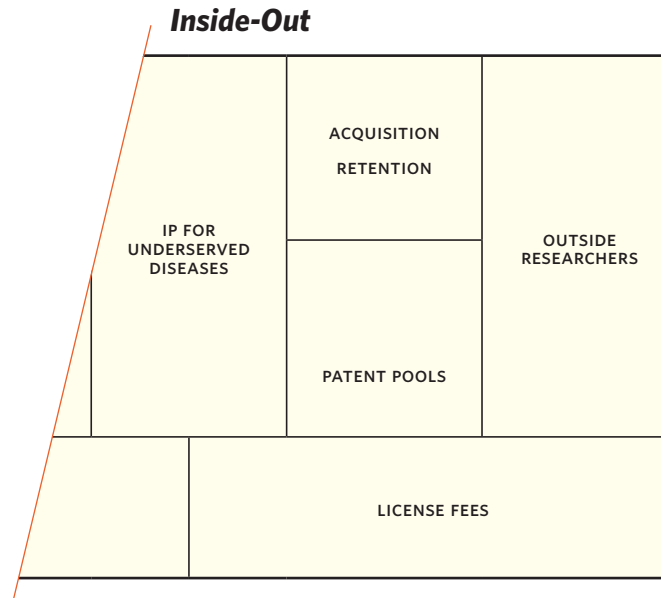 Inside-Out
ACQUISITION
RETENTION
IP FOR
UNDERSERVED
DISEASES
OUTSIDE
RESEARCHERS
PATENT POOLS
LICENSE FEES